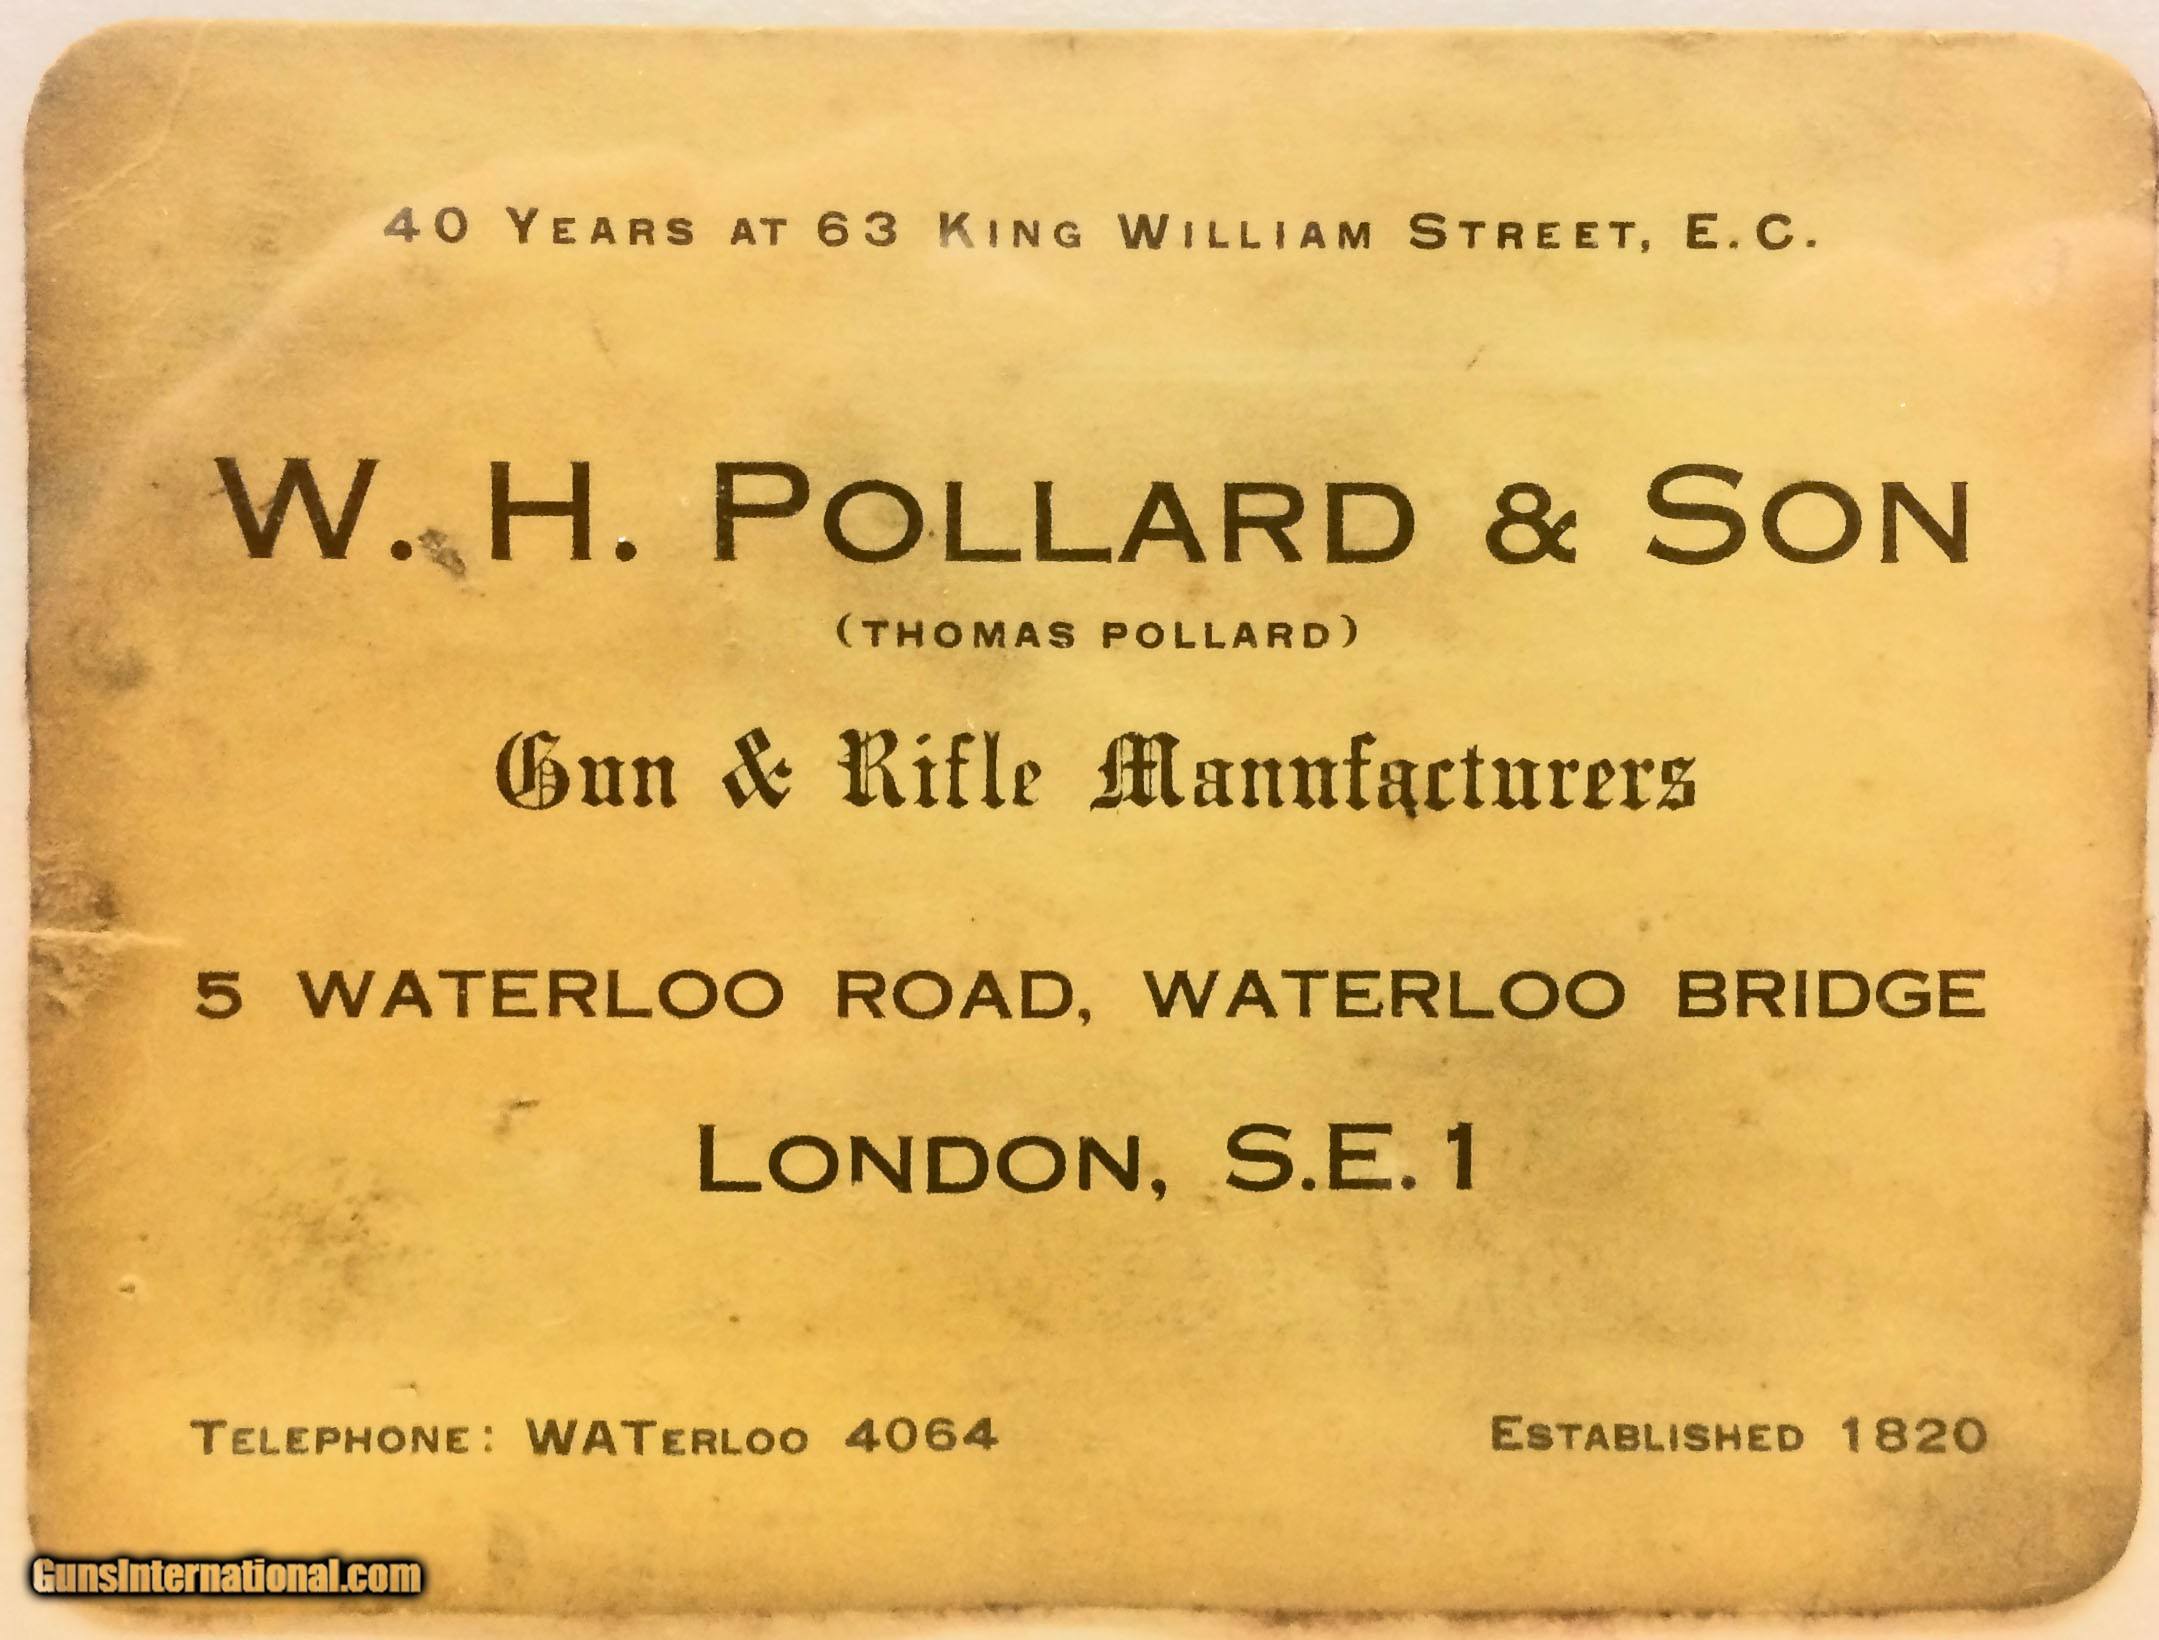 40 YEARS AT 63 KING WILLIAM STREET, E.C.
W. H. POLLARD & SON
(THOMAS POLLARD)
Gun & Rifle Manufacturers
5 WATERLOO ROAD, WATERLOO BRIDGE
LONDON, S.E.1
TELEPHONE: WATERLOO 4064
ESTABLISHED 1820
GunsInternational.com